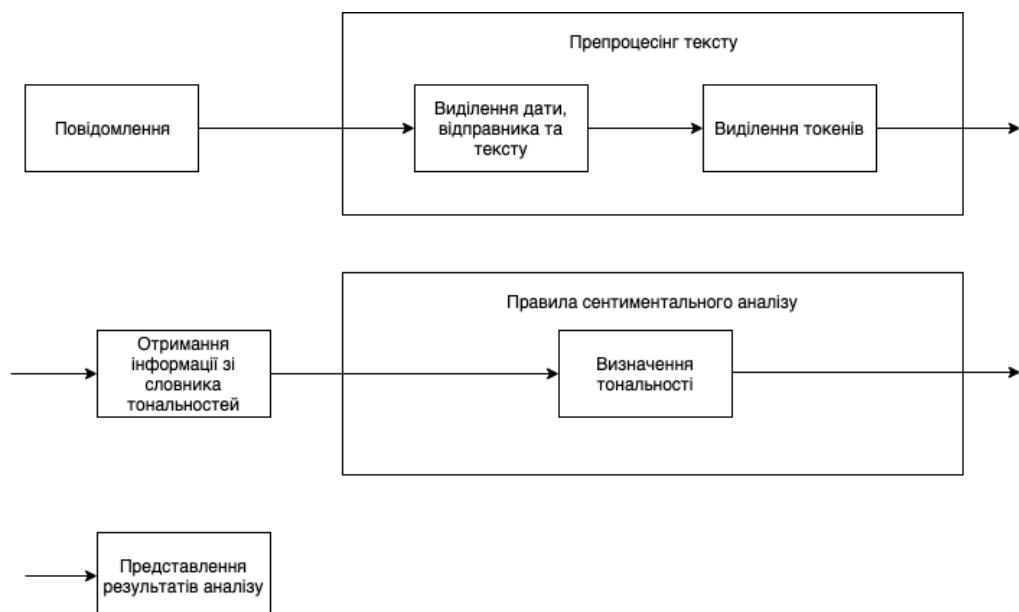 Препроцесінг тексту
Повідомлення
Виділення дати,
відправника та
тексту
Виділення токенів
Правила сентиментального аналізу
Отримання
інформації зі
словника
тональностей
Визначення
тональності
Представлення
результатів аналізу